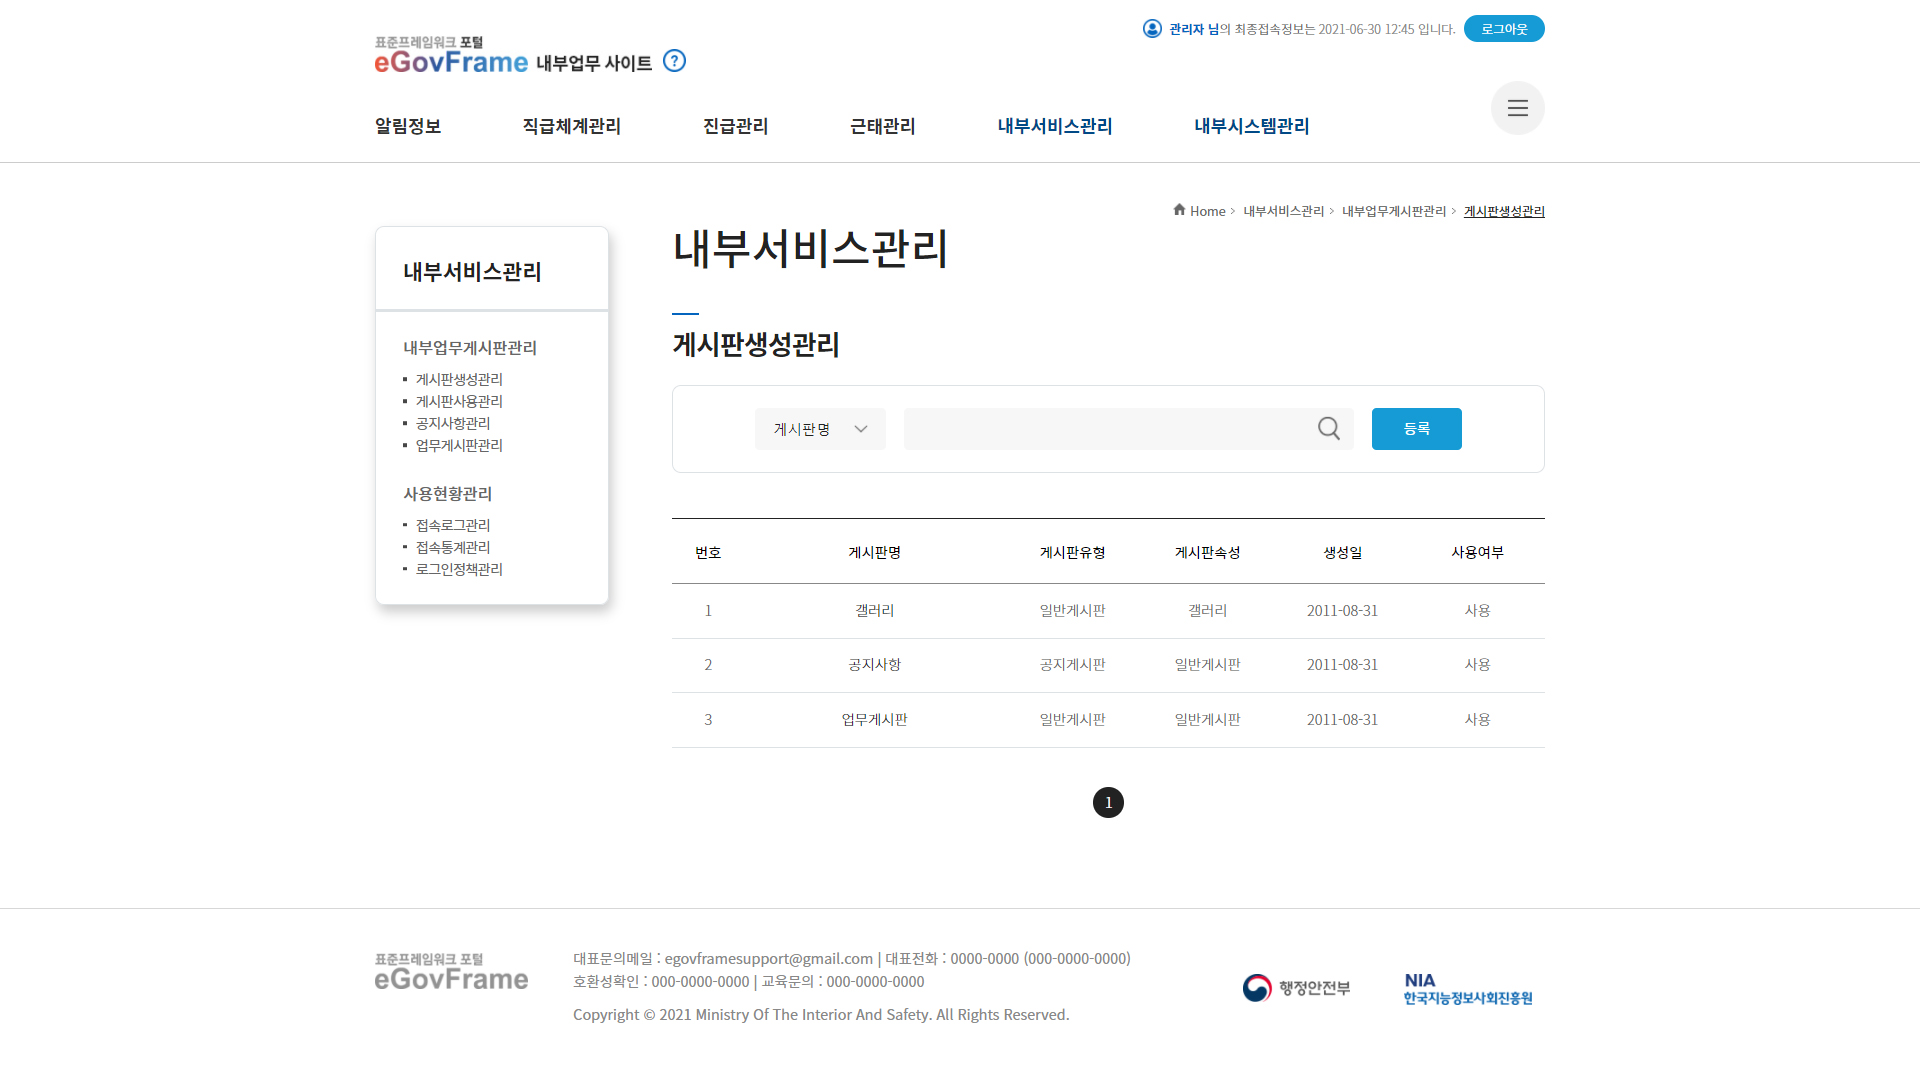 관리자 님의 최종접속정보는 2021-06-30 12:45 입니다.
로그아웃
표준프레임워크 포털
eGovFrame 내부업무 사이트 ?
알림정보
직급체계관리
진급관리
근태관리
내부서비스관리
내부시스템관리
Home > 내부서비스관리 > 내부업무게시판관리 > 게시판생성관리
내부서비스관리
내부업무게시판관리
게시판생성관리
게시판사용관리
공지사항관리
업무게시판관리
사용현황관리
접속로그관리
접속통계관리
로그인정책관리
내부서비스관리
게시판생성관리
게시판명
등록
번호 게시판명 게시판유형 게시판속성 생성일 사용여부
1 갤러리 일반게시판 갤러리 2011-08-31 사용
2 공지사항 공지게시판 일반게시판 2011-08-31 사용
3 업무게시판 일반게시판 일반게시판 2011-08-31 사용
1
표준프레임워크 포털
eGovFrame
대표문의메일 : egovframesupport@gmail.com | 대표전화 : 0000-0000 (000-0000-0000)
호환성확인 : 000-0000-0000 | 교육문의 : 000-0000-0000
Copyright © 2021 Ministry Of The Interior And Safety. All Rights Reserved.
행정안전부
NIA
한국지능정보사회진흥원